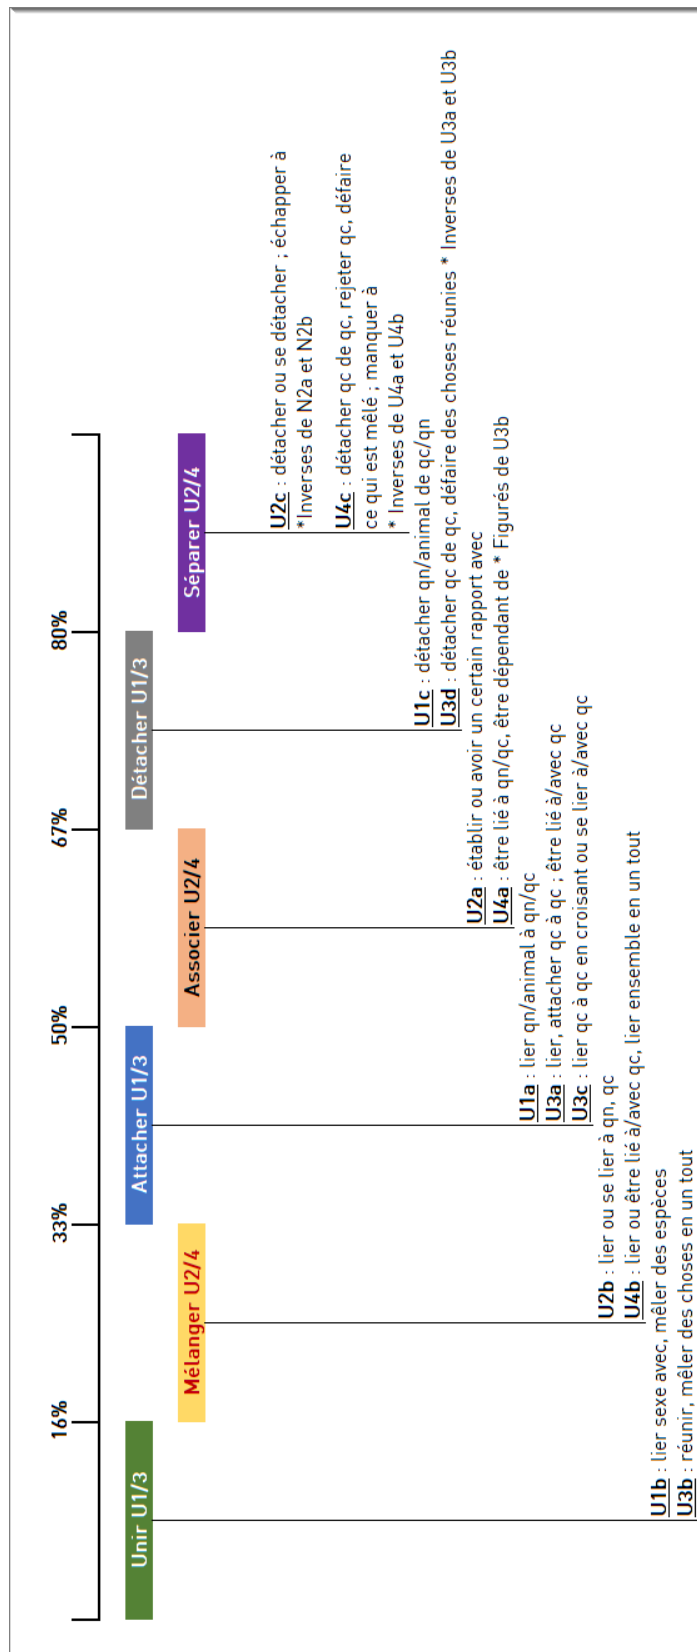 16%
33%
50%
67%
80%
Unir U1/3
Mélanger U2/4
Attacher U1/3
Associer U2/4
Détacher U1/3
Séparer U2/4
U2c : détacher ou se détacher ; échapper à
*Inverses de N2a et N2b
U4c : détacher qc de qc, rejeter qc, défaire
ce qui est mêlé ; manquer à
* Inverses de U4a et U4b
U1c : détacher qn/animal de qc/qn
U3d : détacher qc de qc, défaire des choses réunies * Inverses de U3a et U3b
U2a : établir ou avoir un certain rapport avec
U4a : être lié à qn/qc, être dépendant de * Figurés de U3b
U1a : lier qn/animal à qn/qc
U3a : lier, attacher qc à qc ; être lié à/avec qc
U3c : lier qc à qc en croisant ou se lier à/avec qc
U2b : lier ou se lier à qn, qc
U4b : lier ou être lié à/avec qc, lier ensemble en un tout
U1b : lier sexe avec, mêler des espèces
U3b : réunir, mêler des choses en un tout